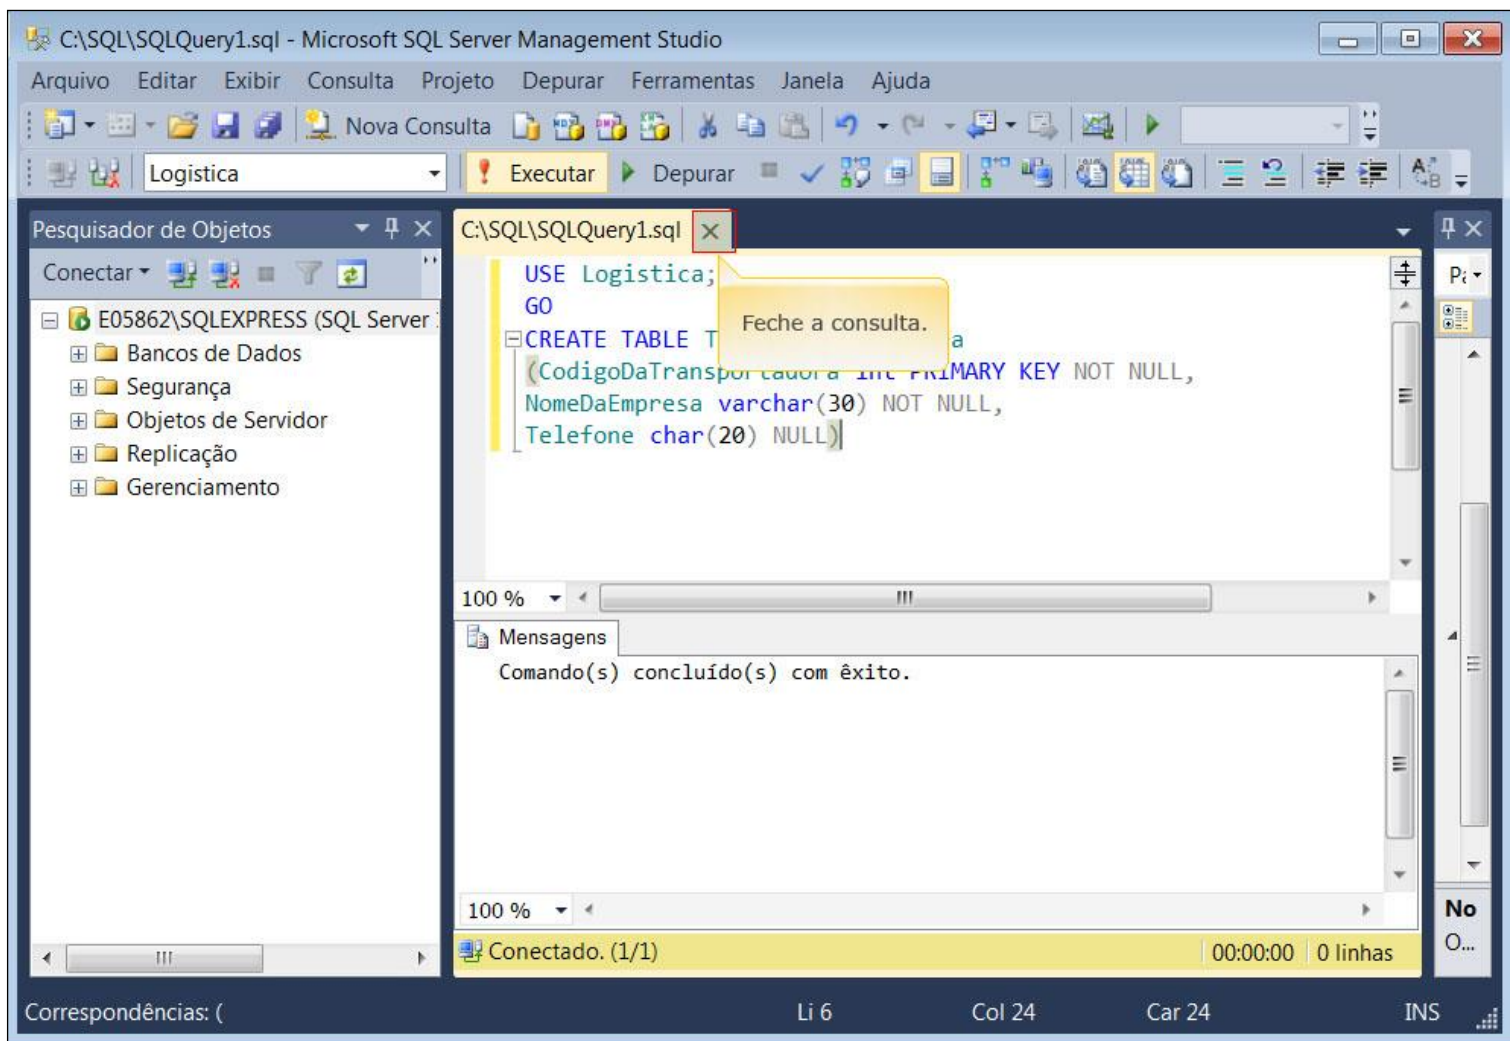 C:\SQL\SQLQuery1.sql - Microsoft SQL Server Management Studio
Arquivo Editar Exibir Consulta Projeto Depurar Ferramentas Janela Ajuda
Nova Consulta
Logistica Executar Depurar
Pesquisador de Objetos
Conectar
E05862\SQLEXPRESS (SQL Server
Bancos de Dados
Segurança
Objetos de Servidor
Replicação
Gerenciamento
C:\SQL\SQLQuery1.sql
USE Logistica;
GO
Feche a consulta.
CREATE TABLE T a
(CodigoDaTransportadora int PRIMARY KEY NOT NULL,
NomeDaEmpresa varchar(30) NOT NULL,
Telefone char(20) NULL)
100 %
Mensagens
Comando(s) concluído(s) com êxito.
100 %
Conectado. (1/1) 00:00:00 0 linhas
No
O...
Correspondências: ( Li 6 Col 24 Car 24 INS